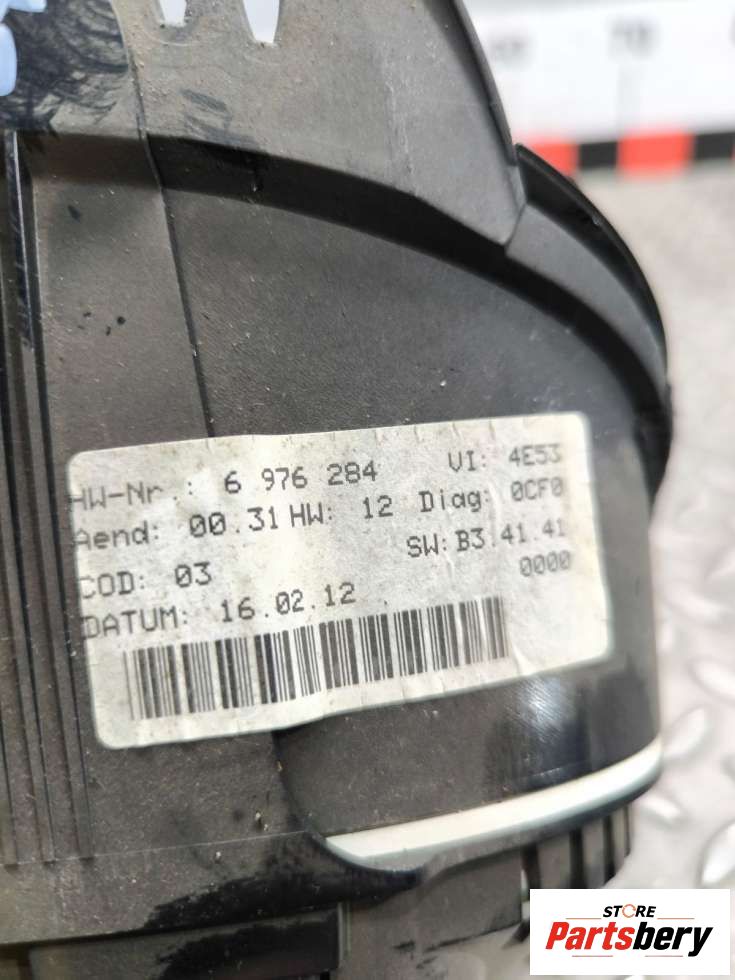 70
HW-Nr.: 6 976 284 VI: 4E53
Aend: 00.31 HW: 12 Diag: 0CF0
COD: 03 SW: B3.41.41
DATUM: 16.02.12 0000
STORE
Partsbery